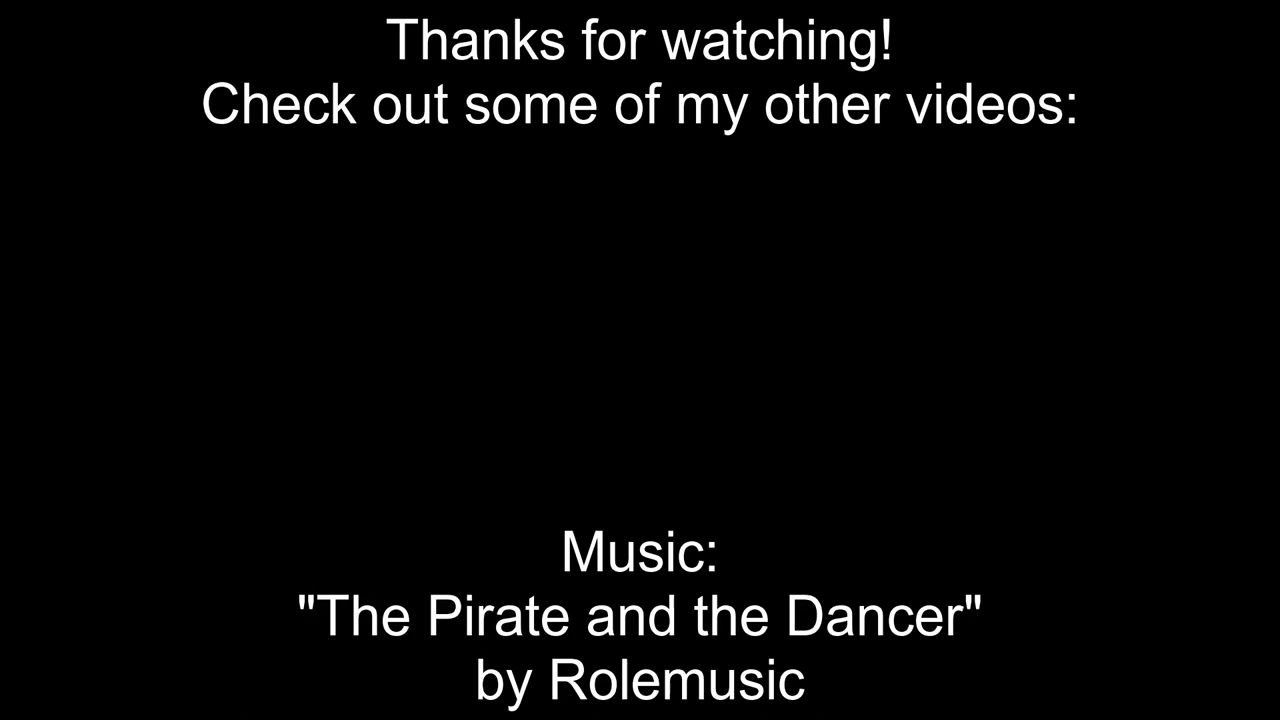 Thanks for watching!
Check out some of my other videos:
Music:
"The Pirate and the Dancer"
by Rolemusic